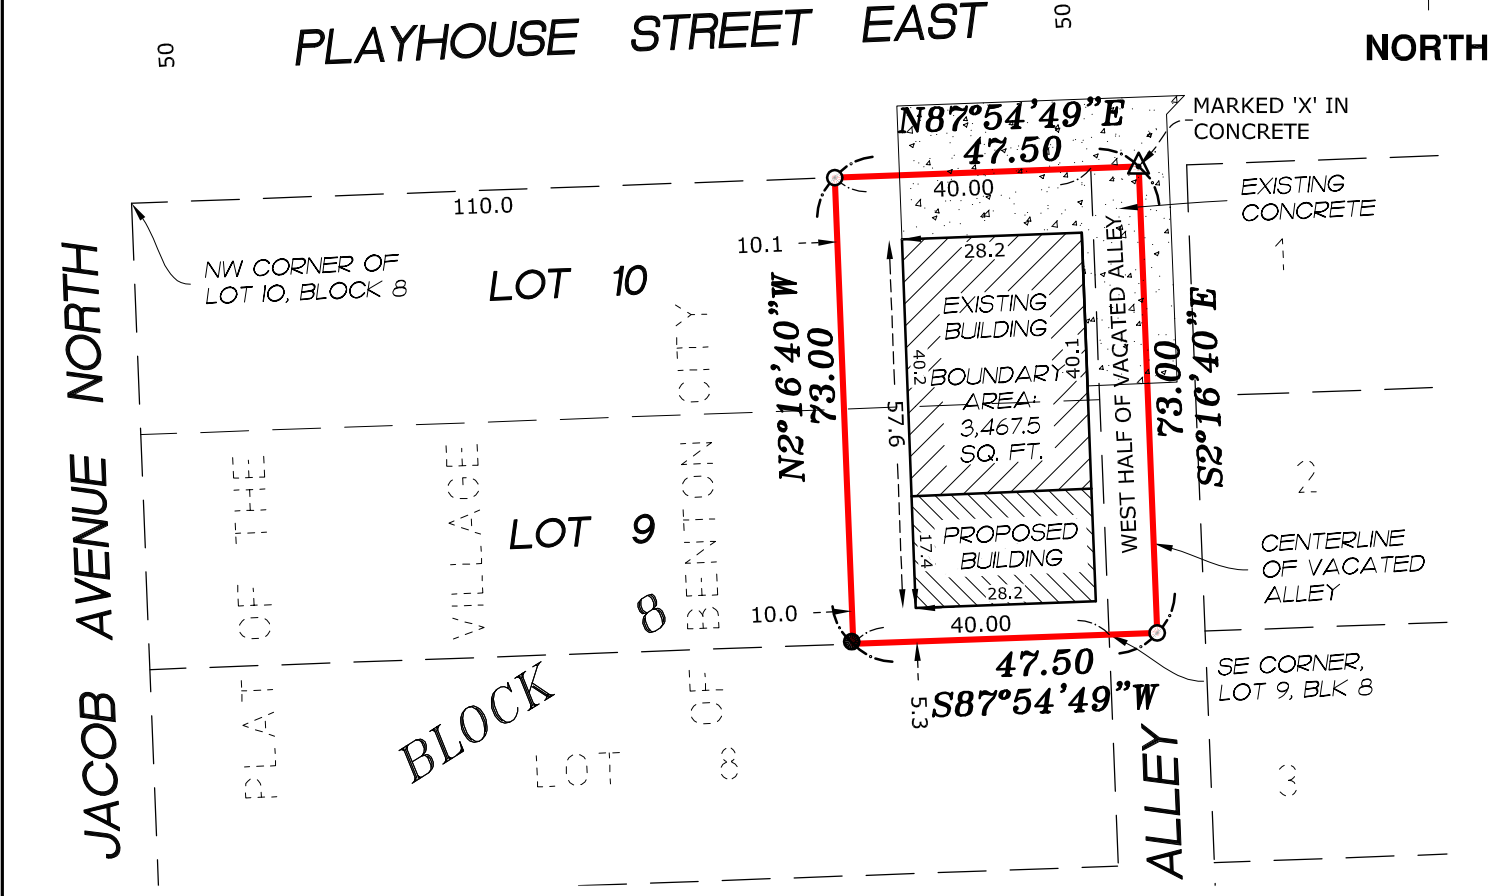 PLAYHOUSE STREET EAST
50
50
NORTH
N87°54'49"E
47.50
40.00
MARKED 'X' IN
CONCRETE
EXISTING
CONCRETE
110.0
NW CORNER OF
LOT 10, BLOCK 8
LOT 10
10.1
28.2
1
EXISTING
BUILDING
BOUNDARY
AREA:
3,467.5
SQ. FT.
40.2
40.1
57.6
N2°16'40"W
73.00
WEST HALF OF VACATED ALLEY
73.00
S2°16'40"E
JACOB AVENUE NORTH
2
LOT 9
PROPOSED
BUILDING
17.4
28.2
CENTERLINE
OF VACATED
ALLEY
10.0
40.00
47.50
S87°54'49"W
5.3
SE CORNER,
LOT 9, BLK 8
PLAT OF THE
VILLAGE
OF BENTON CITY
BLOCK 8
LOT 8
3
ALLEY